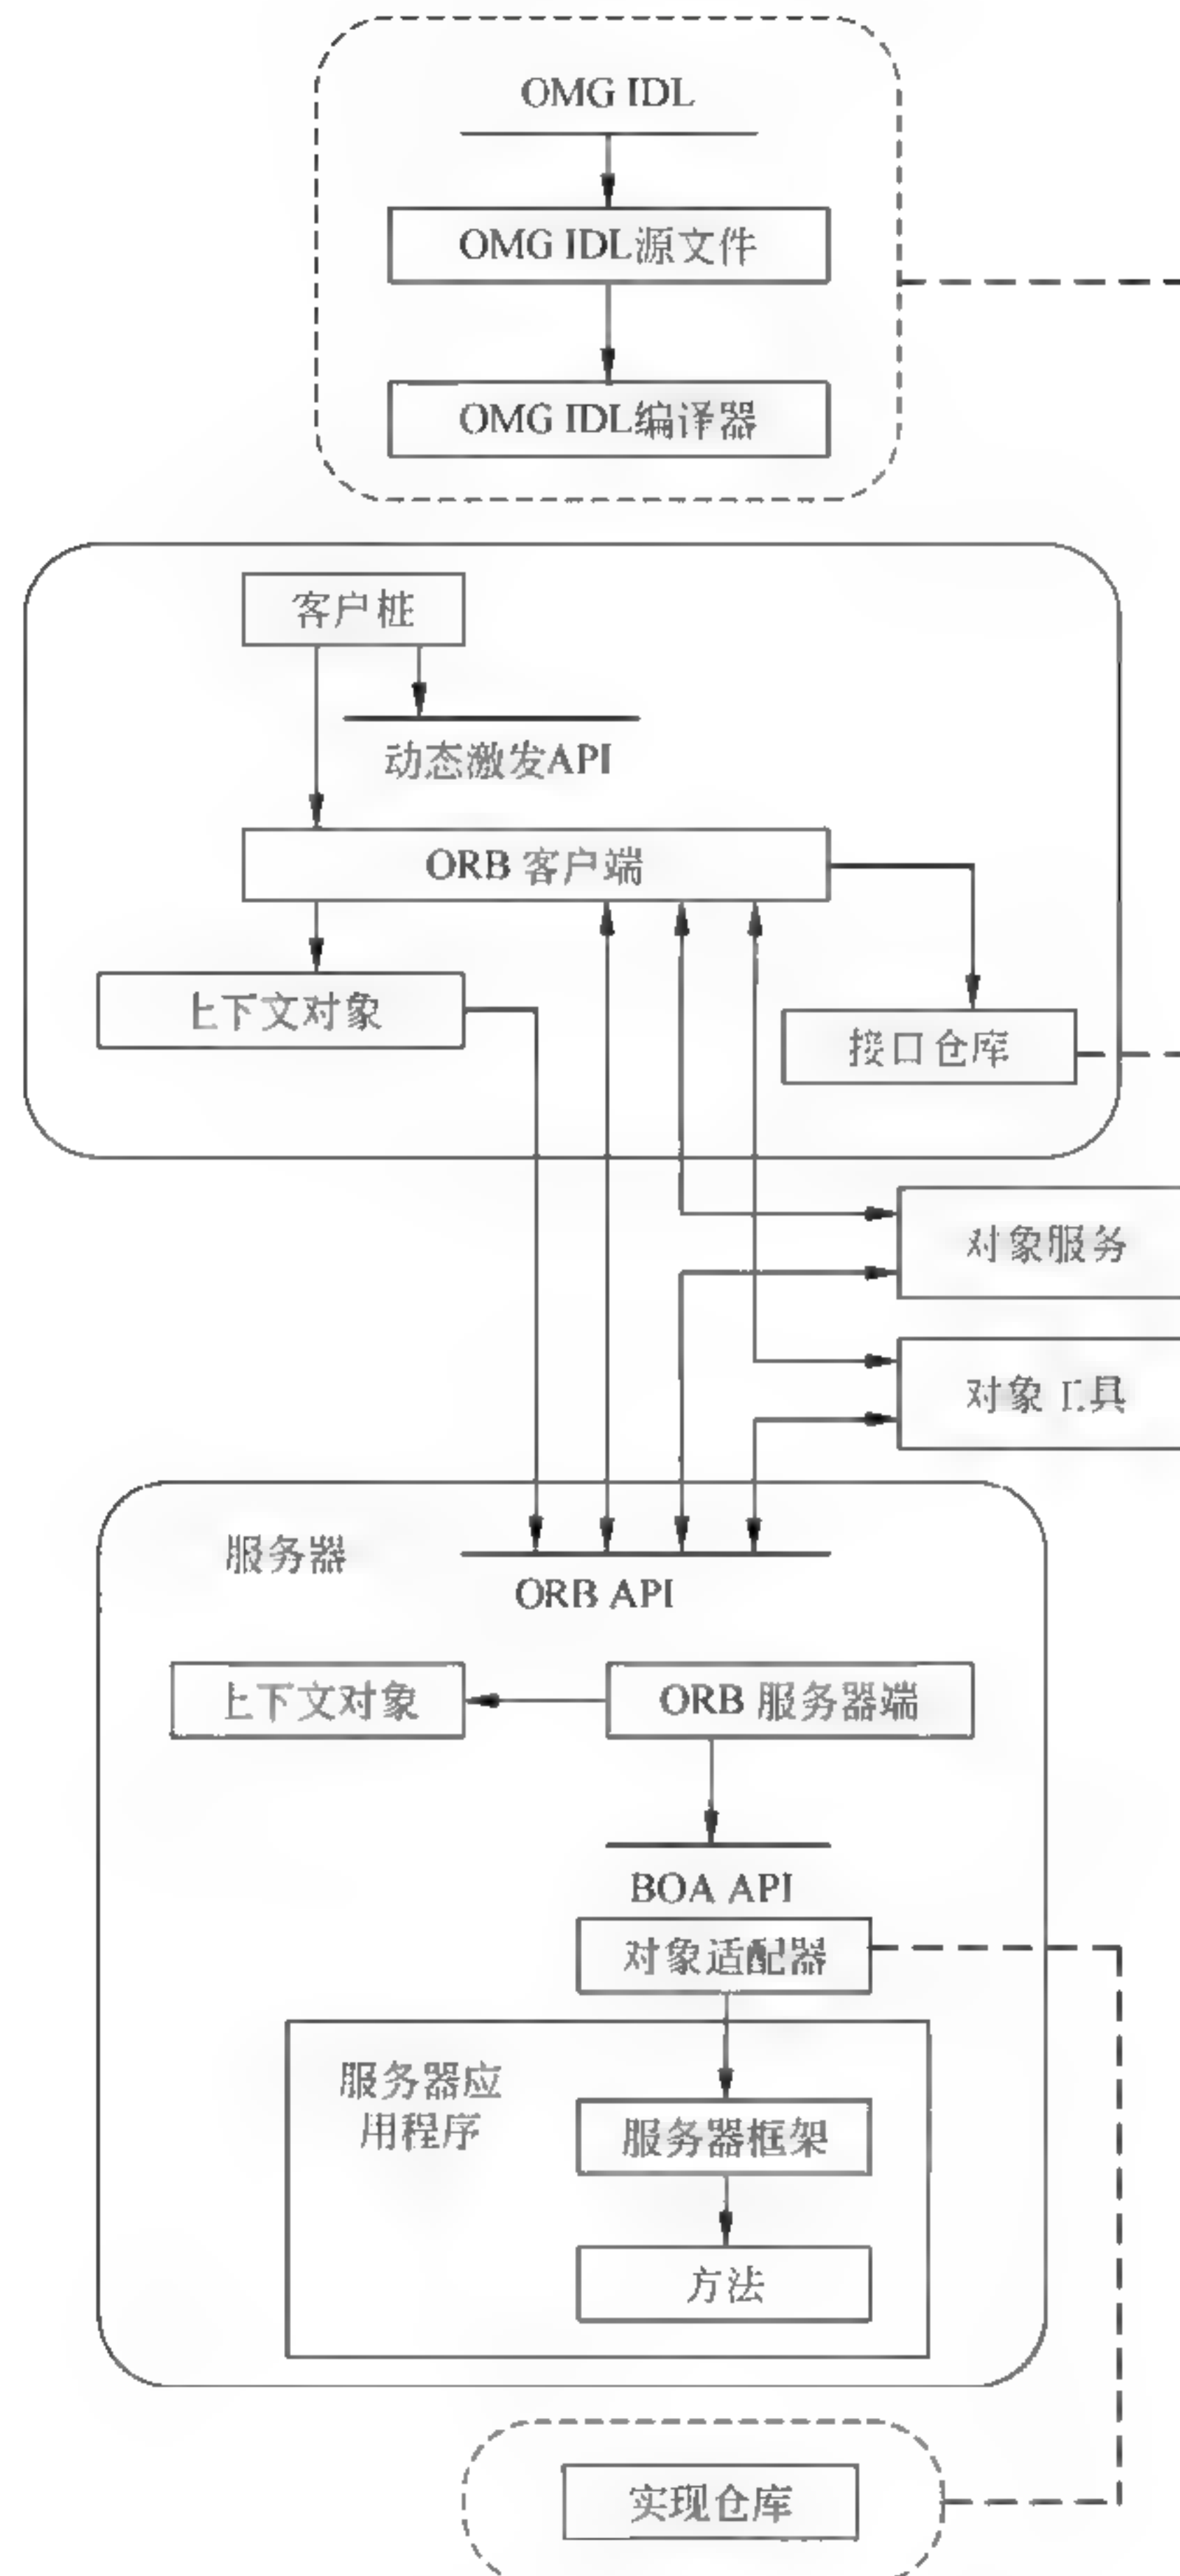 OMG IDL
OMG IDL源文件
OMG IDL编译器
客户桩
动态激发API
ORB 客户端
上下文对象
接口仓库
对象服务
对象工具
服务器
ORB API
上下文对象
ORB 服务器端
BOA API
对象适配器
服务器应
用程序
服务器框架
方法
实现仓库